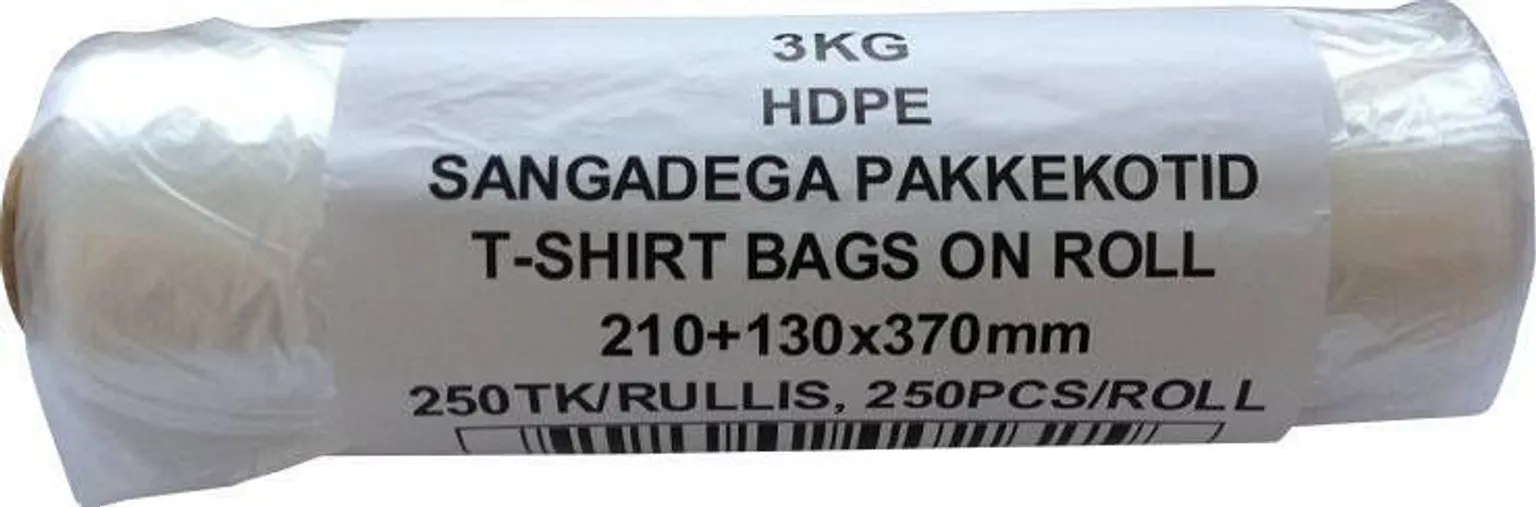 3KG
HDPE
SANGADEGA PAKKEKOTID
T-SHIRT BAGS ON ROLL
210+130x370mm
250TK/RULLIS, 250PCS/ROLL